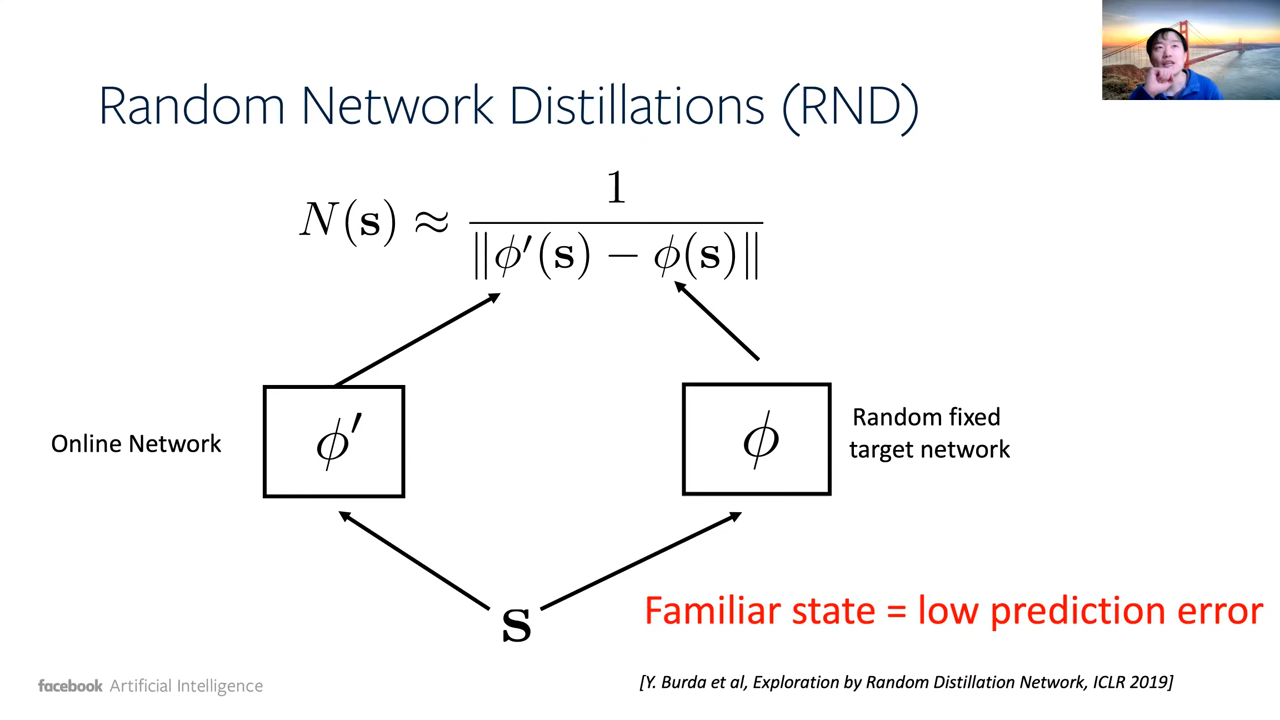 Random Network Distillations (RND)
N(s) ≈ 1 / ‖ϕ′(s) − ϕ(s)‖
Online Network
ϕ′
ϕ
Random fixed
target network
s
Familiar state = low prediction error
facebook Artificial Intelligence
[Y. Burda et al, Exploration by Random Distillation Network, ICLR 2019]